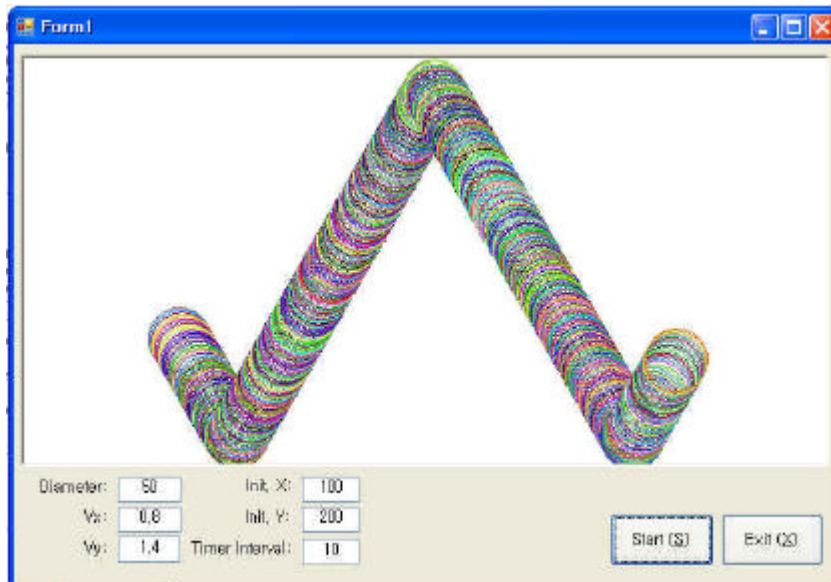 Form1
Diameter: 50 Init. X: 100
Vx: 0.8 Init. Y: 200
Vy: 1.4 Timer Interval: 10
Start (S) Exit (X)